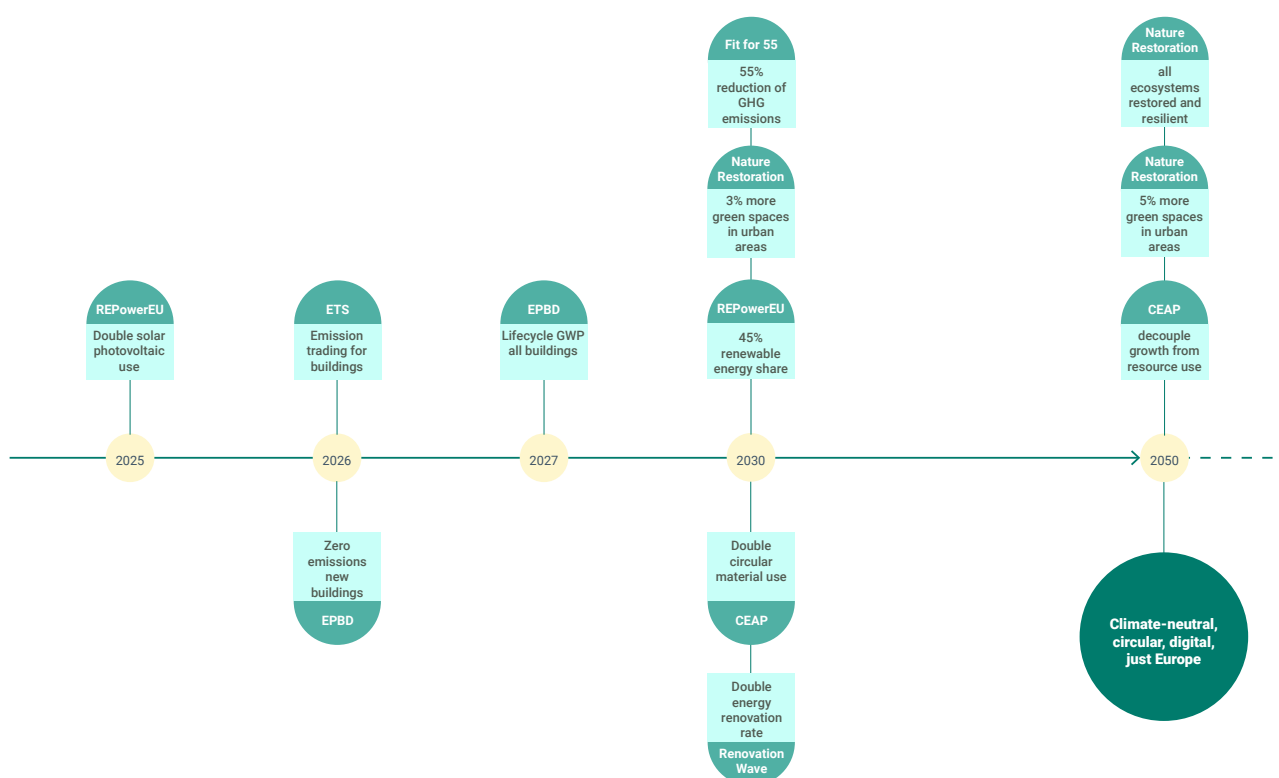 Fit for 55
55%
reduction of
GHG
emissions
Nature
Restoration
all
ecosystems
restored and
resilient
Nature
Restoration
3% more
green spaces
in urban
areas
Nature
Restoration
5% more
green spaces
in urban
areas
REPowerEU
Double solar
photovoltaic
use
ETS
Emission
trading for
buildings
EPBD
Lifecycle GWP
all buildings
REPowerEU
45%
renewable
energy share
CEAP
decouple
growth from
resource use
2025
2026
2027
2030
2050
Zero
emissions
new
buildings
EPBD
Double
circular
material use
CEAP
Double
energy
renovation
rate
Renovation
Wave
Climate-neutral,
circular, digital,
just Europe